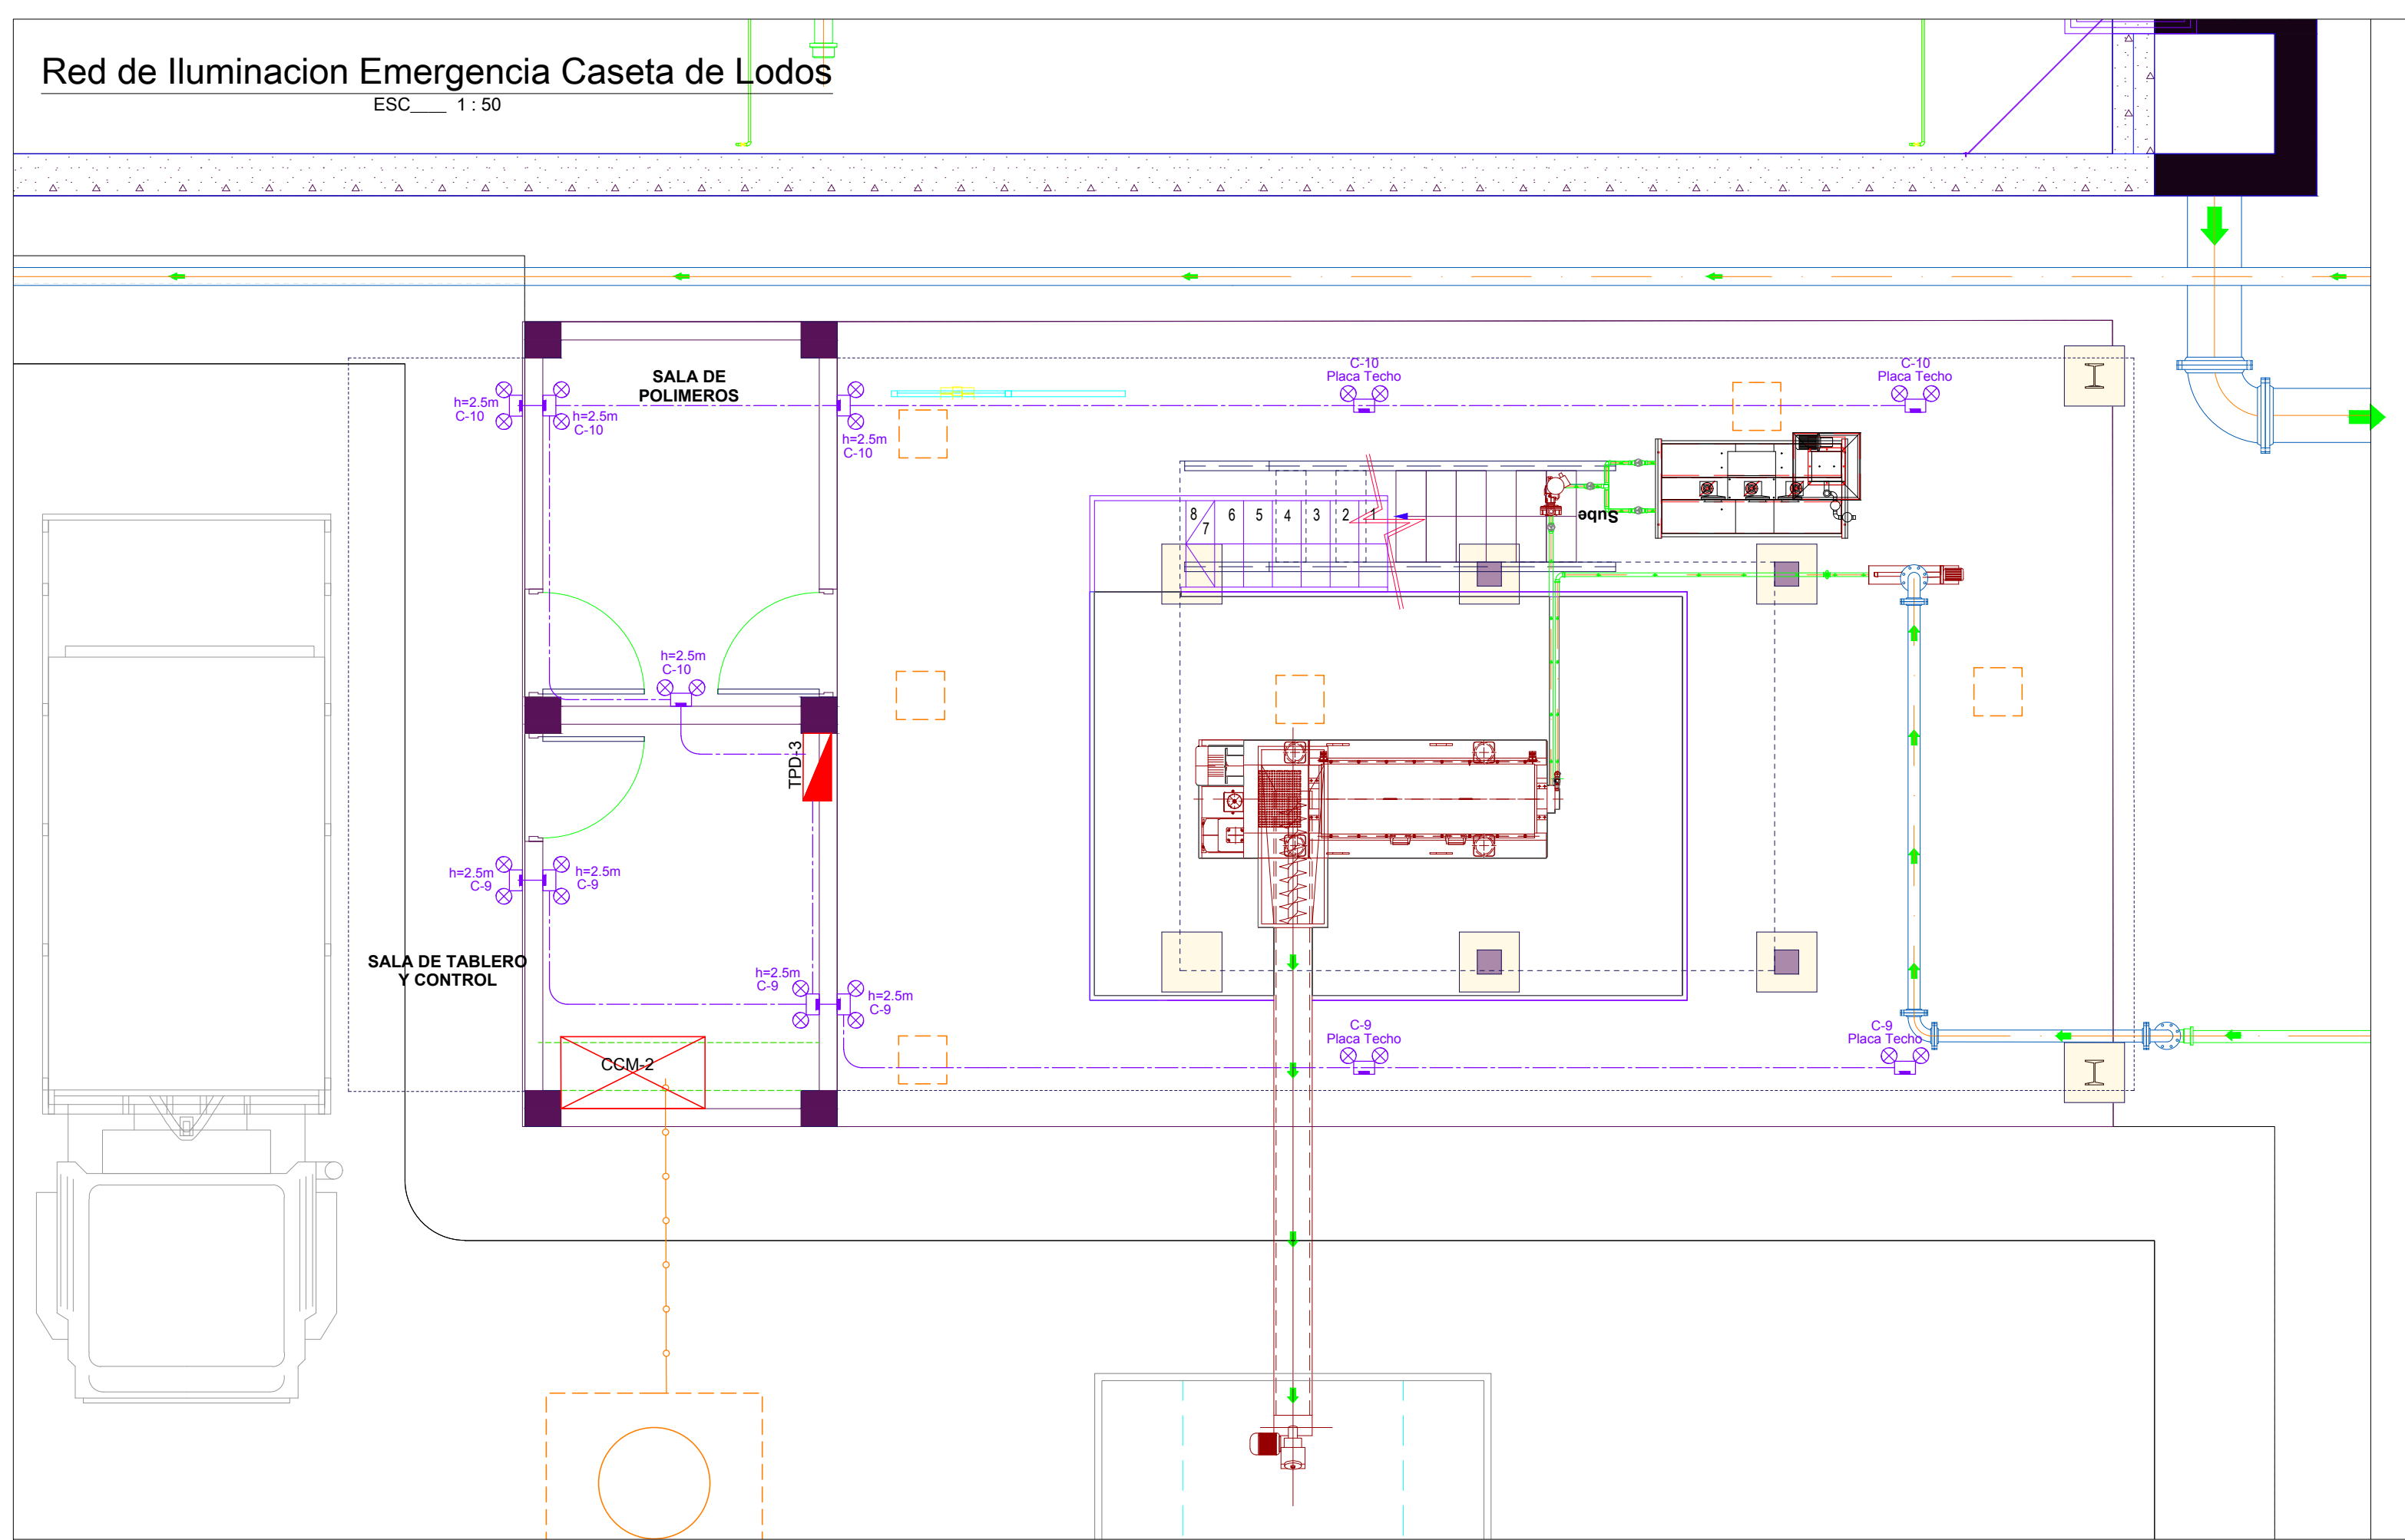 Red de Iluminacion Emergencia Caseta de Lodos
ESC____ 1 : 50
SALA DE
POLIMEROS
C-10
Placa Techo
C-10
Placa Techo
h=2.5m
C-10
h=2.5m
C-10
h=2.5m
C-10
8
7
6
5
4
3
2
1
Sube
h=2.5m
C-10
TPD-3
h=2.5m
C-9
h=2.5m
C-9
SALA DE TABLERO
Y CONTROL
h=2.5m
C-9
h=2.5m
C-9
C-9
Placa Techo
C-9
Placa Techo
CCM-2